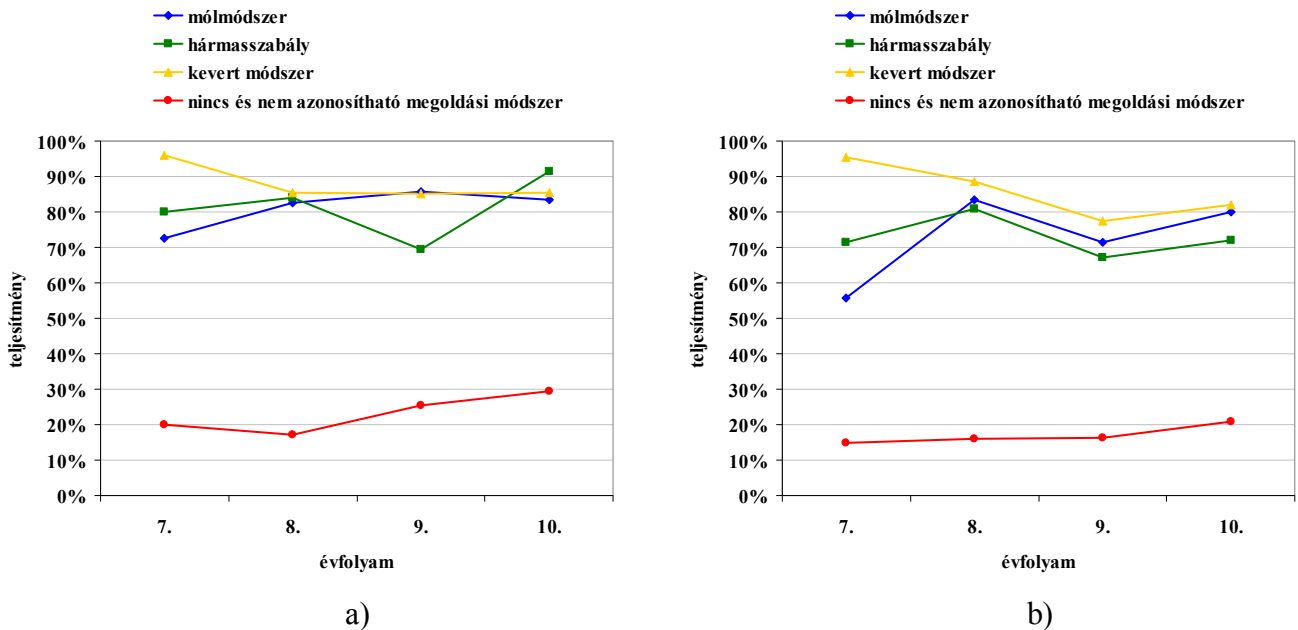 mólmódszer
hármasszabály
kevert módszer
nincs és nem azonosítható megoldási módszer
100%
90%
80%
70%
60%
50%
40%
30%
20%
10%
0%
teljesítmény
7. 8. 9. 10.
évfolyam
a)
mólmódszer
hármasszabály
kevert módszer
nincs és nem azonosítható megoldási módszer
100%
90%
80%
70%
60%
50%
40%
30%
20%
10%
0%
teljesítmény
7. 8. 9. 10.
évfolyam
b)